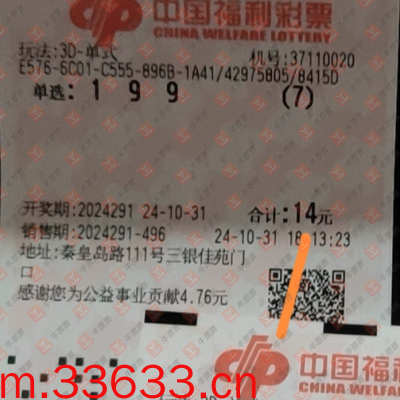 中国福利彩票
CHINA WELFARE LOTTERY
玩法:3D-单式 机号:37110020
E576-6C01-C555-896B-1A41/42975805/8415D
单选: 1 9 9 (7)
开奖期:2024291 24-10-31 合计:14元
销售期:2024291-496 24-10-31 18:13:23
地址:秦皇岛路111号三银佳苑门
口
感谢您为公益事业贡献4.76元
中国福利
CHINA WELFARE
m.33633.cn